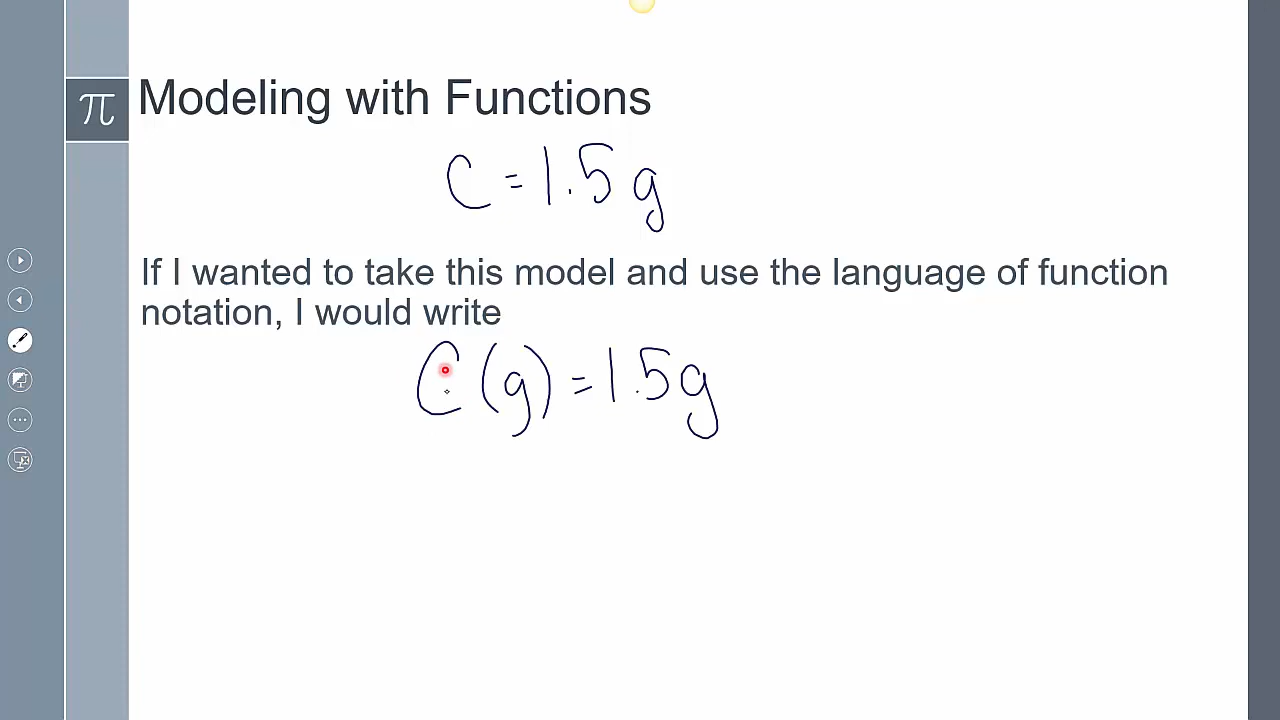 π Modeling with Functions
C = 1.5 g
If I wanted to take this model and use the language of function
notation, I would write
C (g) = 1.5g